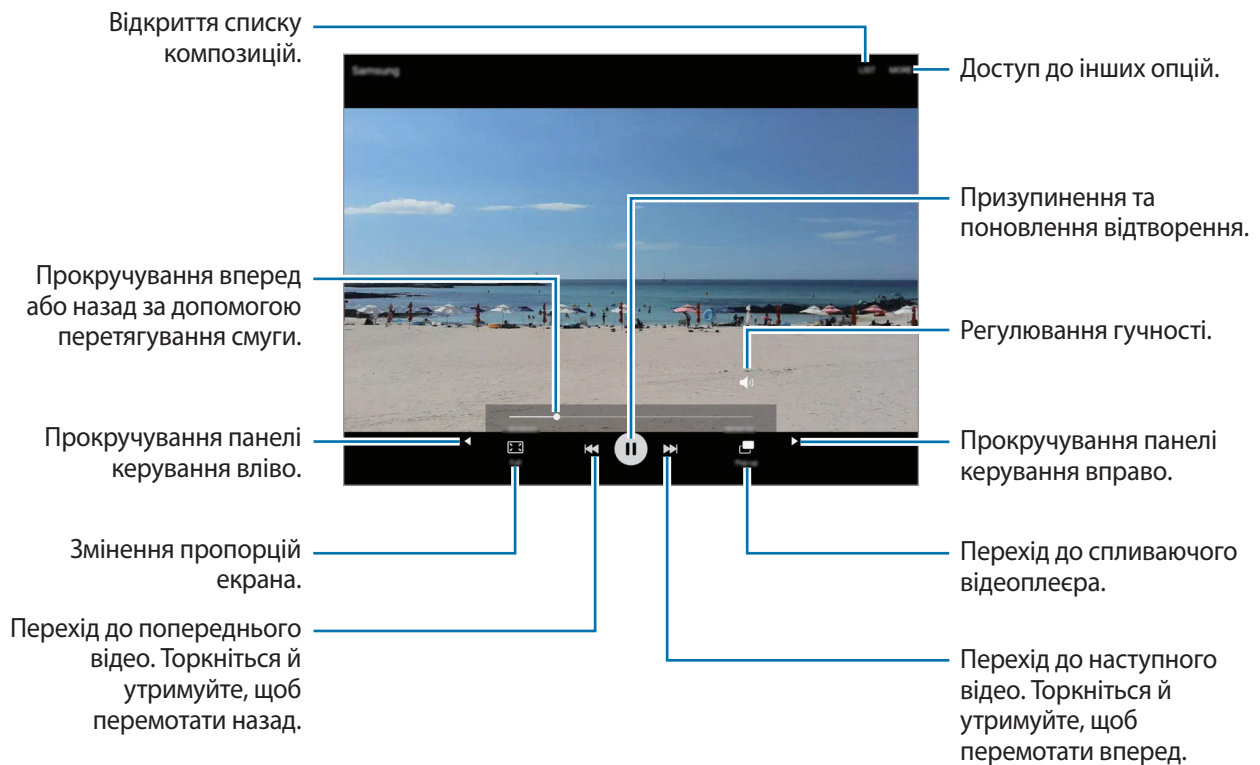 Відкриття списку
композицій.
Samsung
LIST
MORE
Доступ до інших опцій.
Призупинення та
поновлення відтворення.
Прокручування вперед
або назад за допомогою
перетягування смуги.
Регулювання гучності.
Прокручування панелі
керування вліво.
Прокручування панелі
керування вправо.
Full
Pop-up
Змінення пропорцій
екрана.
Перехід до спливаючого
відеоплеєра.
Перехід до попереднього
відео. Торкніться й
утримуйте, щоб
перемотати назад.
Перехід до наступного
відео. Торкніться й
утримуйте, щоб
перемотати вперед.